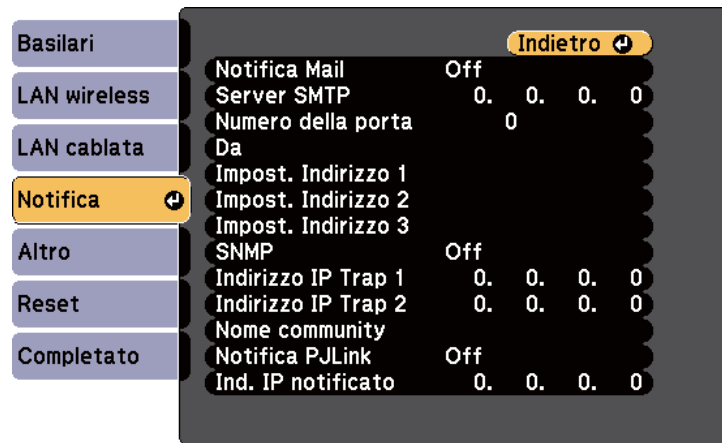 Basilari
LAN wireless
LAN cablata
Notifica
Altro
Reset
Completato
Indietro
Notifica Mail Off
Server SMTP 0. 0. 0. 0
Numero della porta 0
Da
Impost. Indirizzo 1
Impost. Indirizzo 2
Impost. Indirizzo 3
SNMP Off
Indirizzo IP Trap 1 0. 0. 0. 0
Indirizzo IP Trap 2 0. 0. 0. 0
Nome community
Notifica PJLink Off
Ind. IP notificato 0. 0. 0. 0